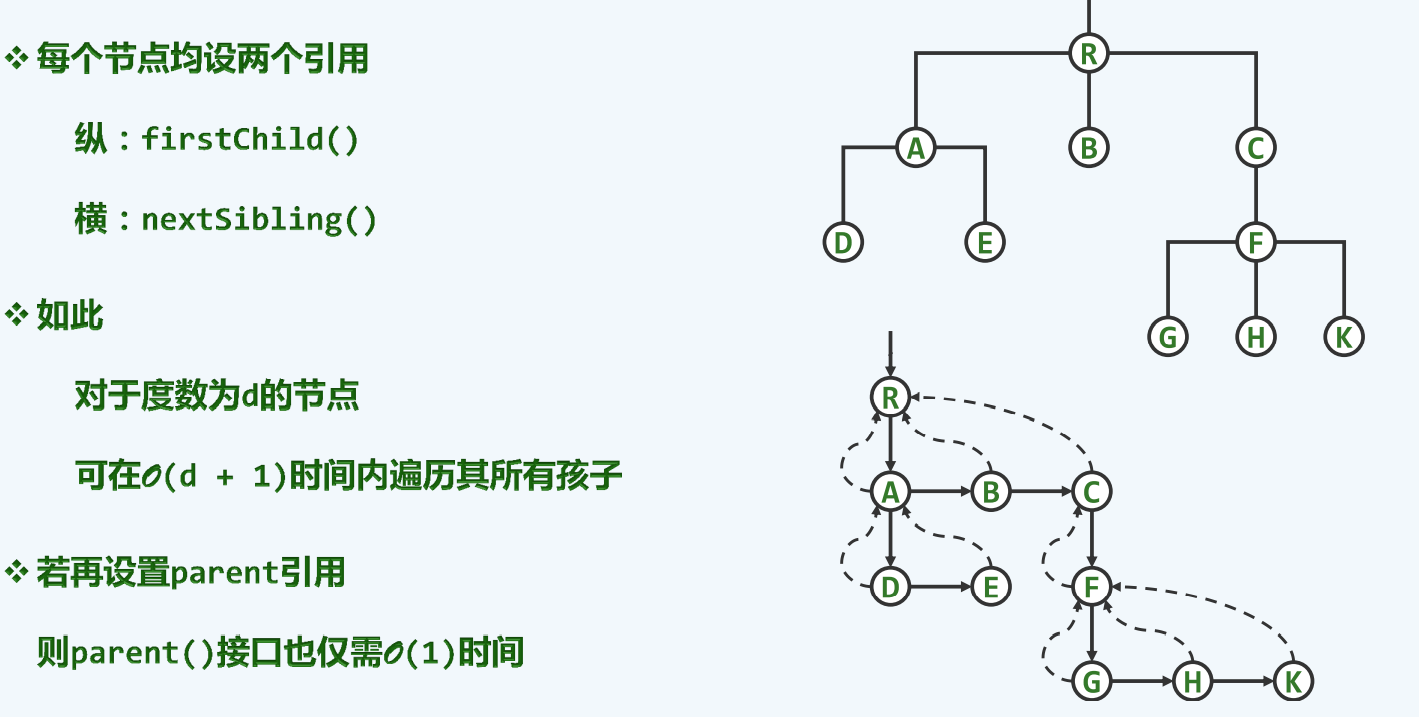 ❖ 每个节点均设两个引用
纵：firstChild()
横：nextSibling()
❖ 如此
对于度数为d的节点
可在𝒪(d + 1)时间内遍历其所有孩子
❖ 若再设置parent引用
则parent()接口也仅需𝒪(1)时间
R
A B C
D E F
G H K
R
A B C
D E F
G H K